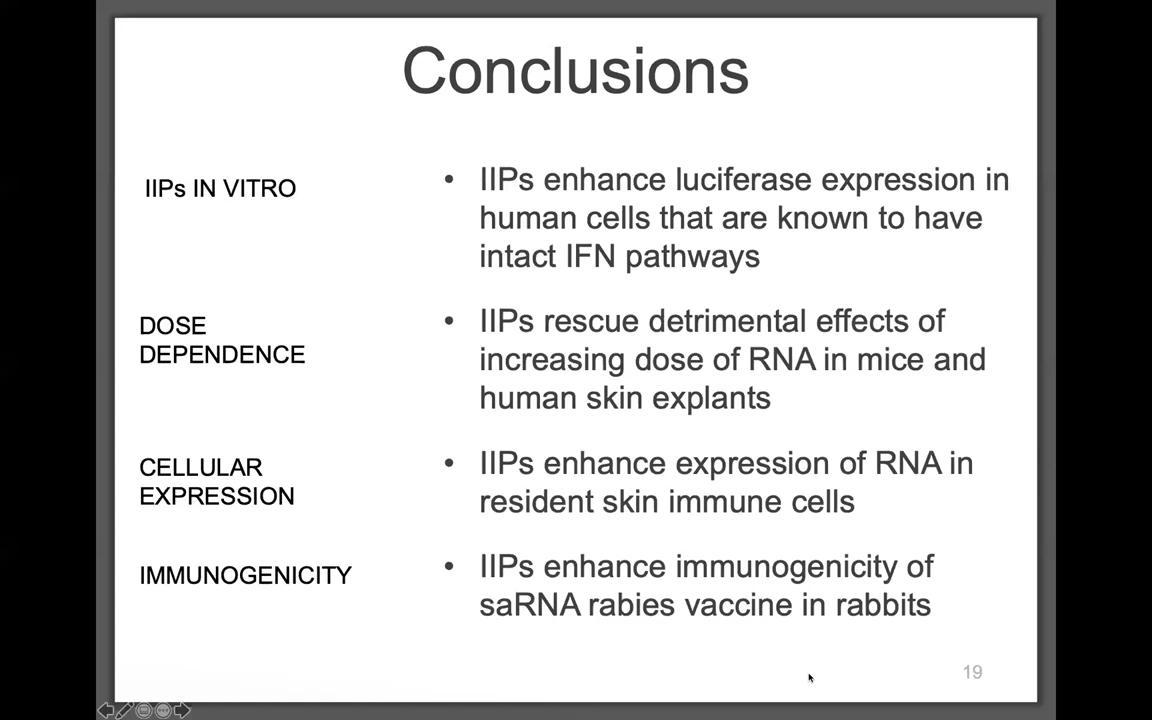 Conclusions
IIPs IN VITRO
• IIPs enhance luciferase expression in
human cells that are known to have
intact IFN pathways
DOSE
DEPENDENCE
• IIPs rescue detrimental effects of
increasing dose of RNA in mice and
human skin explants
CELLULAR
EXPRESSION
• IIPs enhance expression of RNA in
resident skin immune cells
IMMUNOGENICITY
• IIPs enhance immunogenicity of
saRNA rabies vaccine in rabbits
19